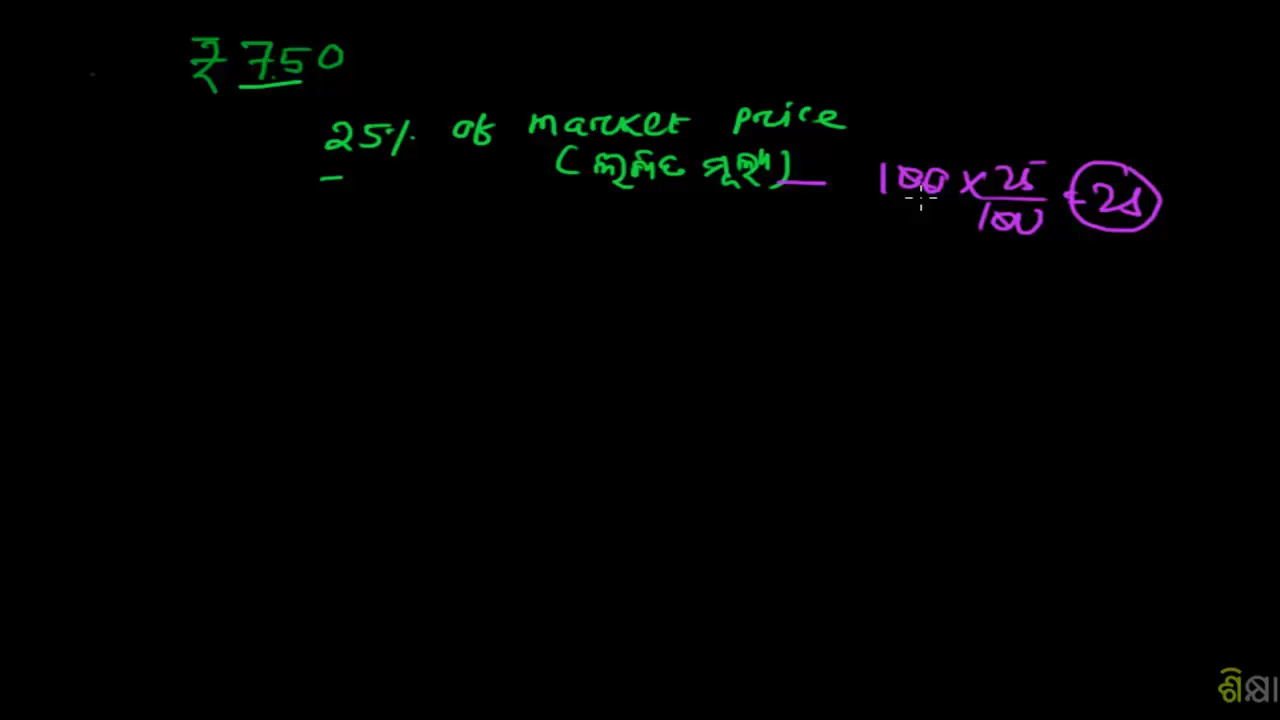 ₹ 750
25% of market price
(ଲିଖିତ ମୂଲ୍ୟ) 100 × 25/100 = 25
ଶିକ୍ଷା